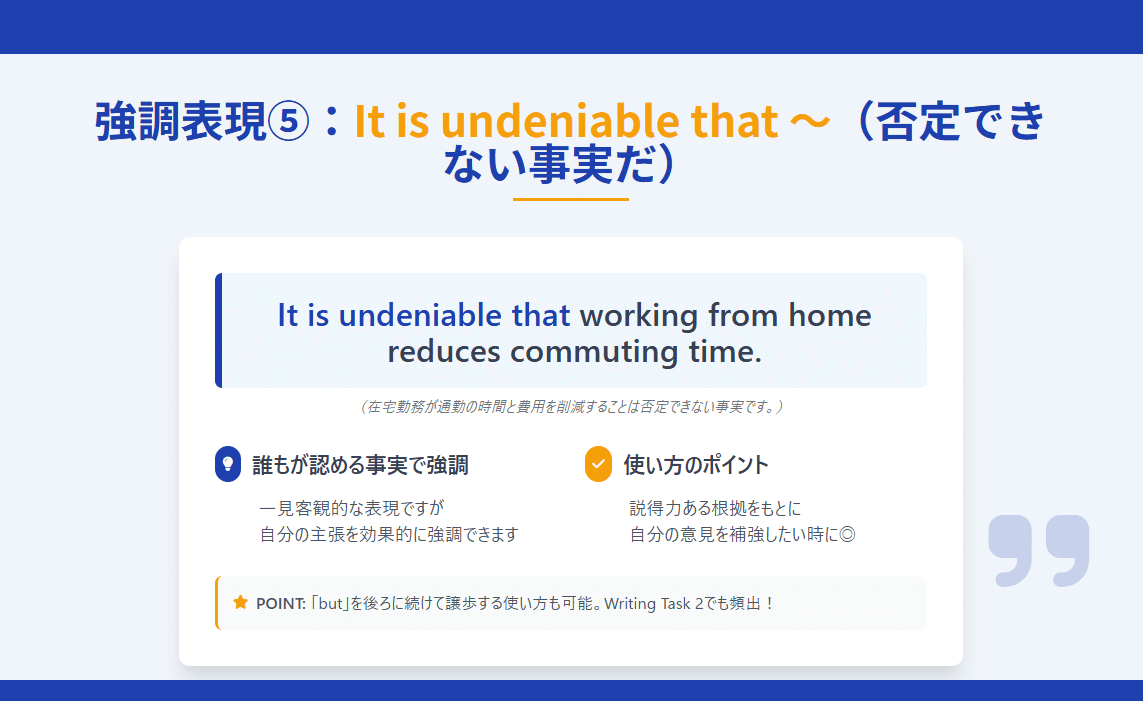 強調表現⑤：It is undeniable that ～（否定でき
ない事実だ）
It is undeniable that working from home
reduces commuting time.
（在宅勤務が通勤の時間と費用を削減することは否定できない事実です。）
誰もが認める事実で強調
一見客観的な表現ですが
自分の主張を効果的に強調できます
使い方のポイント
説得力ある根拠をもとに
自分の意見を補強したい時に◎
POINT: 「but」を後ろに続けて譲歩する使い方も可能。Writing Task 2でも頻出！